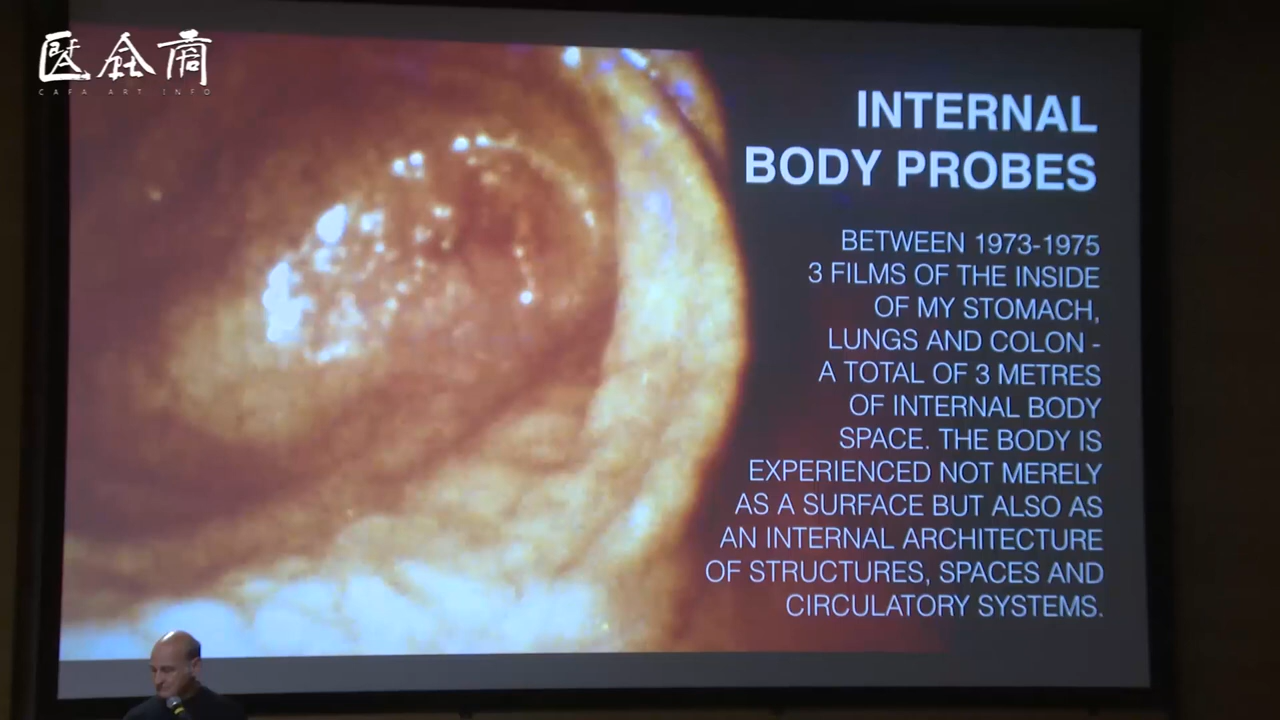 CAFA ART INFO
INTERNAL
BODY PROBES
BETWEEN 1973-1975
3 FILMS OF THE INSIDE
OF MY STOMACH,
LUNGS AND COLON -
A TOTAL OF 3 METRES
OF INTERNAL BODY
SPACE. THE BODY IS
EXPERIENCED NOT MERELY
AS A SURFACE BUT ALSO AS
AN INTERNAL ARCHITECTURE
OF STRUCTURES, SPACES AND
CIRCULATORY SYSTEMS.